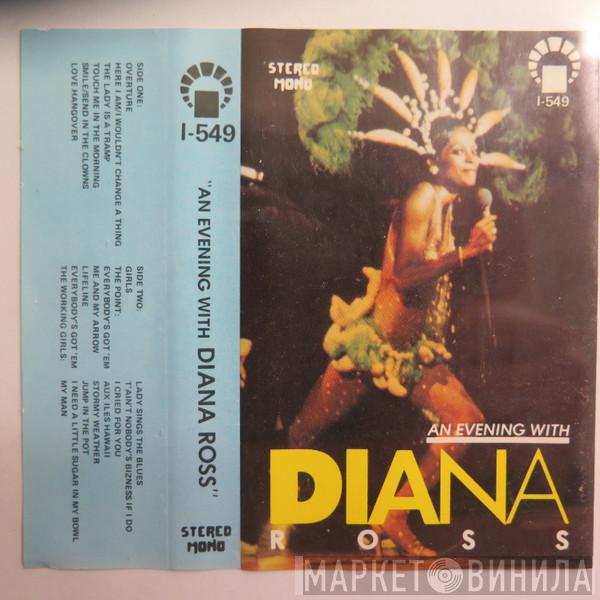 SIDE ONE:
OVERTURE
HERE I AM/I WOULDN'T CHANGE A THING
THE LADY IS A TRAMP
TOUCH ME IN THE MORNING
SMILE/SEND IN THE CLOWNS
LOVE HANGOVER
SIDE TWO:
GIRLS
THE POINT:
EVERYBODY'S GOT 'EM
ME AND MY ARROW
LIFELINE
EVERYBODY'S GOT 'EM
THE WORKING GIRLS:
LADY SINGS THE BLUES
T'AIN'T NOBODY'S BIZNESS IF I DO
I CRIED FOR YOU
AUX ILES HAWAII
STORMY WEATHER
JUMP IN THE POT
I NEED A LITTLE SUGAR IN MY BOWL
MY MAN
I-549
"AN EVENING WITH DIANA ROSS"
STEREO
MONO
STEREO
MONO
I-549
AN EVENING WITH
DIANA
ROSS
МАРКЕТ ВИНИЛА